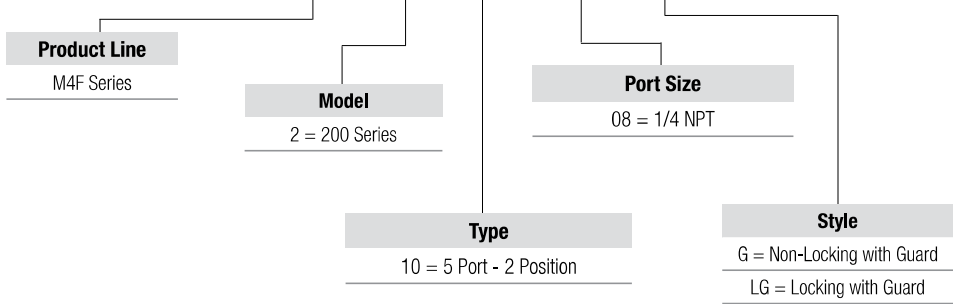 Product Line
M4F Series
Model
2 = 200 Series
Port Size
08 = 1/4 NPT
Type
10 = 5 Port - 2 Position
Style
G = Non-Locking with Guard
LG = Locking with Guard